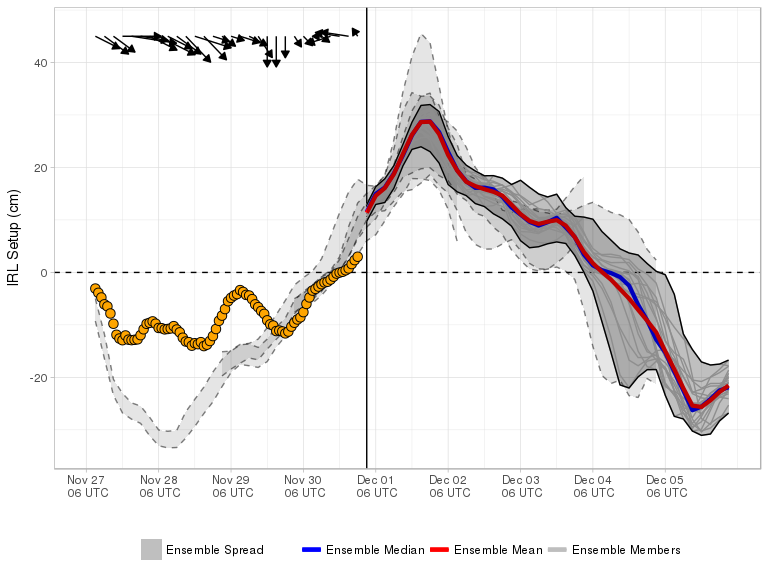 IRL Setup (cm)
40
20
0
-20
Nov 27 Nov 28 Nov 29 Nov 30 Dec 01 Dec 02 Dec 03 Dec 04 Dec 05
06 UTC 06 UTC 06 UTC 06 UTC 06 UTC 06 UTC 06 UTC 06 UTC 06 UTC
Ensemble Spread Ensemble Median Ensemble Mean Ensemble Members